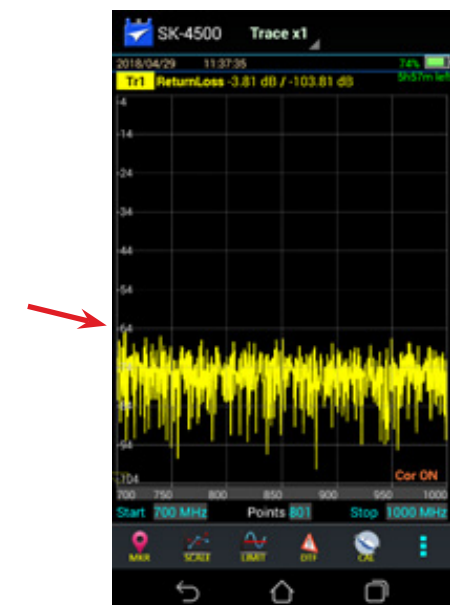 SK-4500 Trace x1
2018/04/29 11:37:35 74%
Tr1 ReturnLoss -3.81 dB / -103.81 dB 5h57m left
-4
-14
-24
-34
-44
-54
-64
-94
-104
Cor ON
700 750 800 850 900 950 1000
Start 700 MHz Points 801 Stop 1000 MHz
MKR SCALE LIMIT DTF CAL